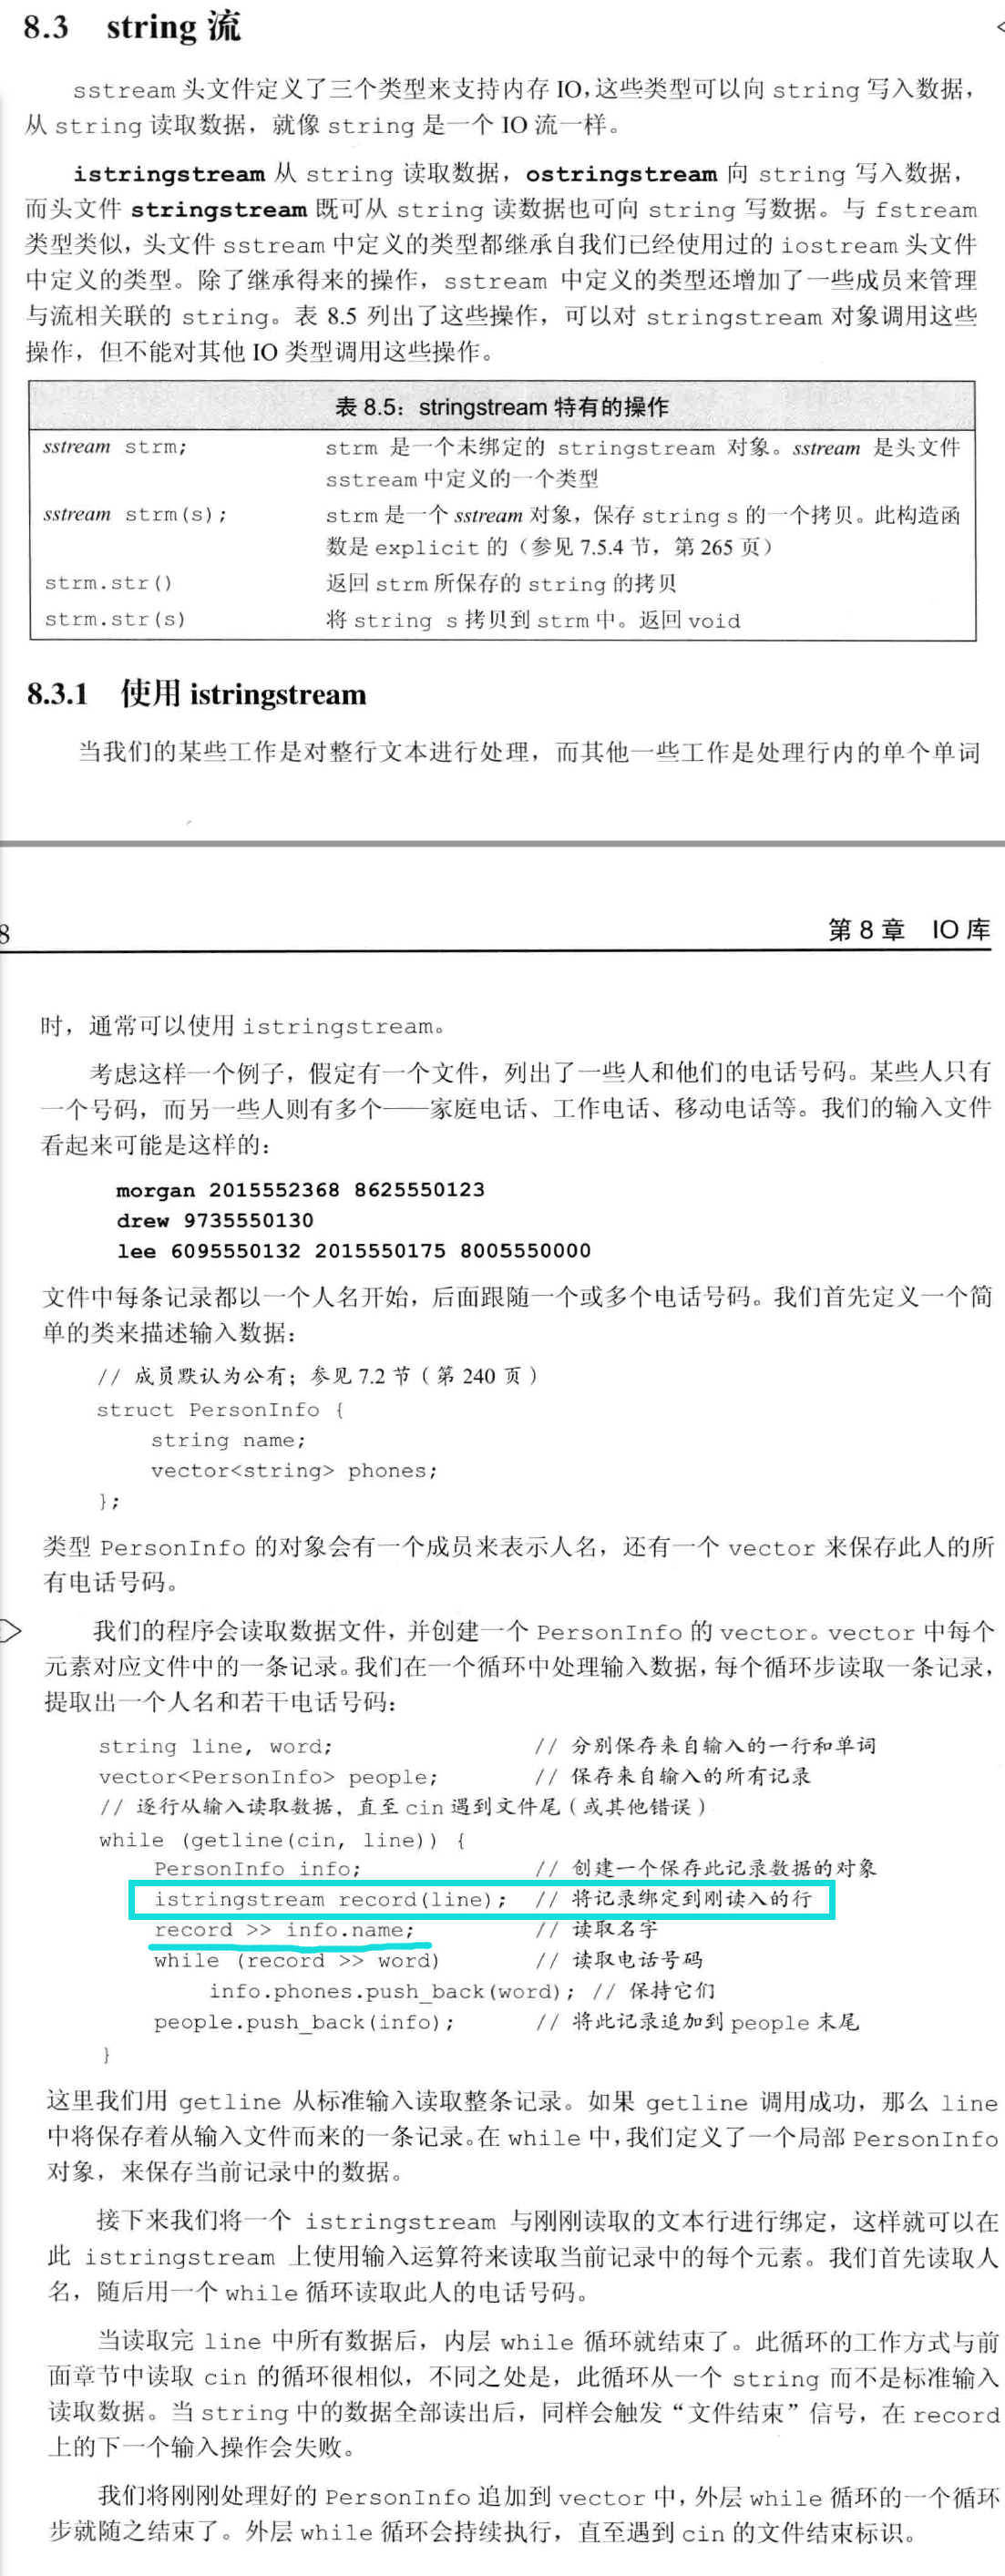 8.3 string 流
sstream 头文件定义了三个类型来支持内存 IO,这些类型可以向 string 写入数据,
从 string 读取数据，就像 string 是一个 IO 流一样。
istringstream 从 string 读取数据，ostringstream 向 string 写入数据，
而头文件 stringstream 既可从 string 读数据也可向 string 写数据。与 fstream
类型类似，头文件 sstream 中定义的类型都继承自我们已经使用过的 iostream 头文件
中定义的类型。除了继承得来的操作，sstream 中定义的类型还增加了一些成员来管理
与流相关联的 string。表 8.5 列出了这些操作，可以对 stringstream 对象调用这些
操作，但不能对其他 IO 类型调用这些操作。
表 8.5：stringstream 特有的操作
sstream strm; strm 是一个未绑定的 stringstream 对象。sstream 是头文件
sstream 中定义的一个类型
sstream strm(s); strm 是一个 sstream 对象，保存 string s 的一个拷贝。此构造函
数是 explicit 的（参见 7.5.4 节，第 265 页）
strm.str() 返回 strm 所保存的 string 的拷贝
strm.str(s) 将 string s 拷贝到 strm 中。返回 void
8.3.1 使用 istringstream
当我们的某些工作是对整行文本进行处理，而其他一些工作是处理行内的单个单词
8
第 8 章 IO 库
时，通常可以使用 istringstream。
考虑这样一个例子，假定有一个文件，列出了一些人和他们的电话号码。某些人只有
一个号码，而另一些人则有多个——家庭电话、工作电话、移动电话等。我们的输入文件
看起来可能是这样的：
morgan 2015552368 8625550123
drew 9735550130
lee 6095550132 2015550175 8005550000
文件中每条记录都以一个人名开始，后面跟随一个或多个电话号码。我们首先定义一个简
单的类来描述输入数据：
// 成员默认为公有；参见 7.2 节（第 240 页）
struct PersonInfo {
string name;
vector<string> phones;
};
类型 PersonInfo 的对象会有一个成员来表示人名，还有一个 vector 来保存此人的所
有电话号码。
我们的程序会读取数据文件，并创建一个 PersonInfo 的 vector。vector 中每个
元素对应文件中的一条记录。我们在一个循环中处理输入数据，每个循环步读取一条记录，
提取出一个人名和若干电话号码：
string line, word; // 分别保存来自输入的一行和单词
vector<PersonInfo> people; // 保存来自输入的所有记录
// 逐行从输入读取数据，直至 cin 遇到文件尾（或其他错误）
while (getline(cin, line)) {
PersonInfo info; // 创建一个保存此记录数据的对象
istringstream record(line); // 将记录绑定到刚读入的行
record >> info.name; // 读取名字
while (record >> word) // 读取电话号码
info.phones.push_back(word); // 保持它们
people.push_back(info); // 将此记录追加到 people 末尾
}
这里我们用 getline 从标准输入读取整条记录。如果 getline 调用成功，那么 line
中将保存着从输入文件而来的一条记录。在 while 中，我们定义了一个局部 PersonInfo
对象，来保存当前记录中的数据。
接下来我们将一个 istringstream 与刚刚读取的文本行进行绑定，这样就可以在
此 istringstream 上使用输入运算符来读取当前记录中的每个元素。我们首先读取人
名，随后用一个 while 循环读取此人的电话号码。
当读取完 line 中所有数据后，内层 while 循环就结束了。此循环的工作方式与前
面章节中读取 cin 的循环很相似，不同之处是，此循环从一个 string 而不是标准输入
读取数据。当 string 中的数据全部读出后，同样会触发“文件结束”信号，在 record
上的下一个输入操作会失败。
我们将刚刚处理好的 PersonInfo 追加到 vector 中，外层 while 循环的一个循环
步就随之结束了。外层 while 循环会持续执行，直至遇到 cin 的文件结束标识。